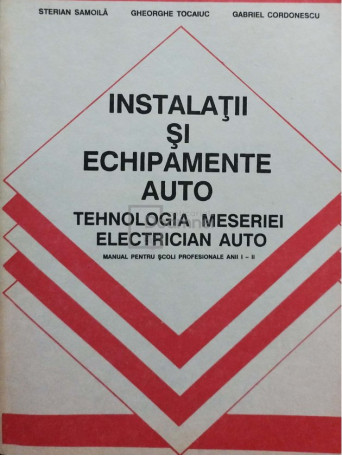 STERIAN SAMOILĂ GHEORGHE TOCAIUC GABRIEL CORDONESCU
INSTALAŢII
ŞI
ECHIPAMENTE
AUTO
TEHNOLOGIA MESERIEI
ELECTRICIAN AUTO
MANUAL PENTRU ŞCOLI PROFESIONALE ANII I - II